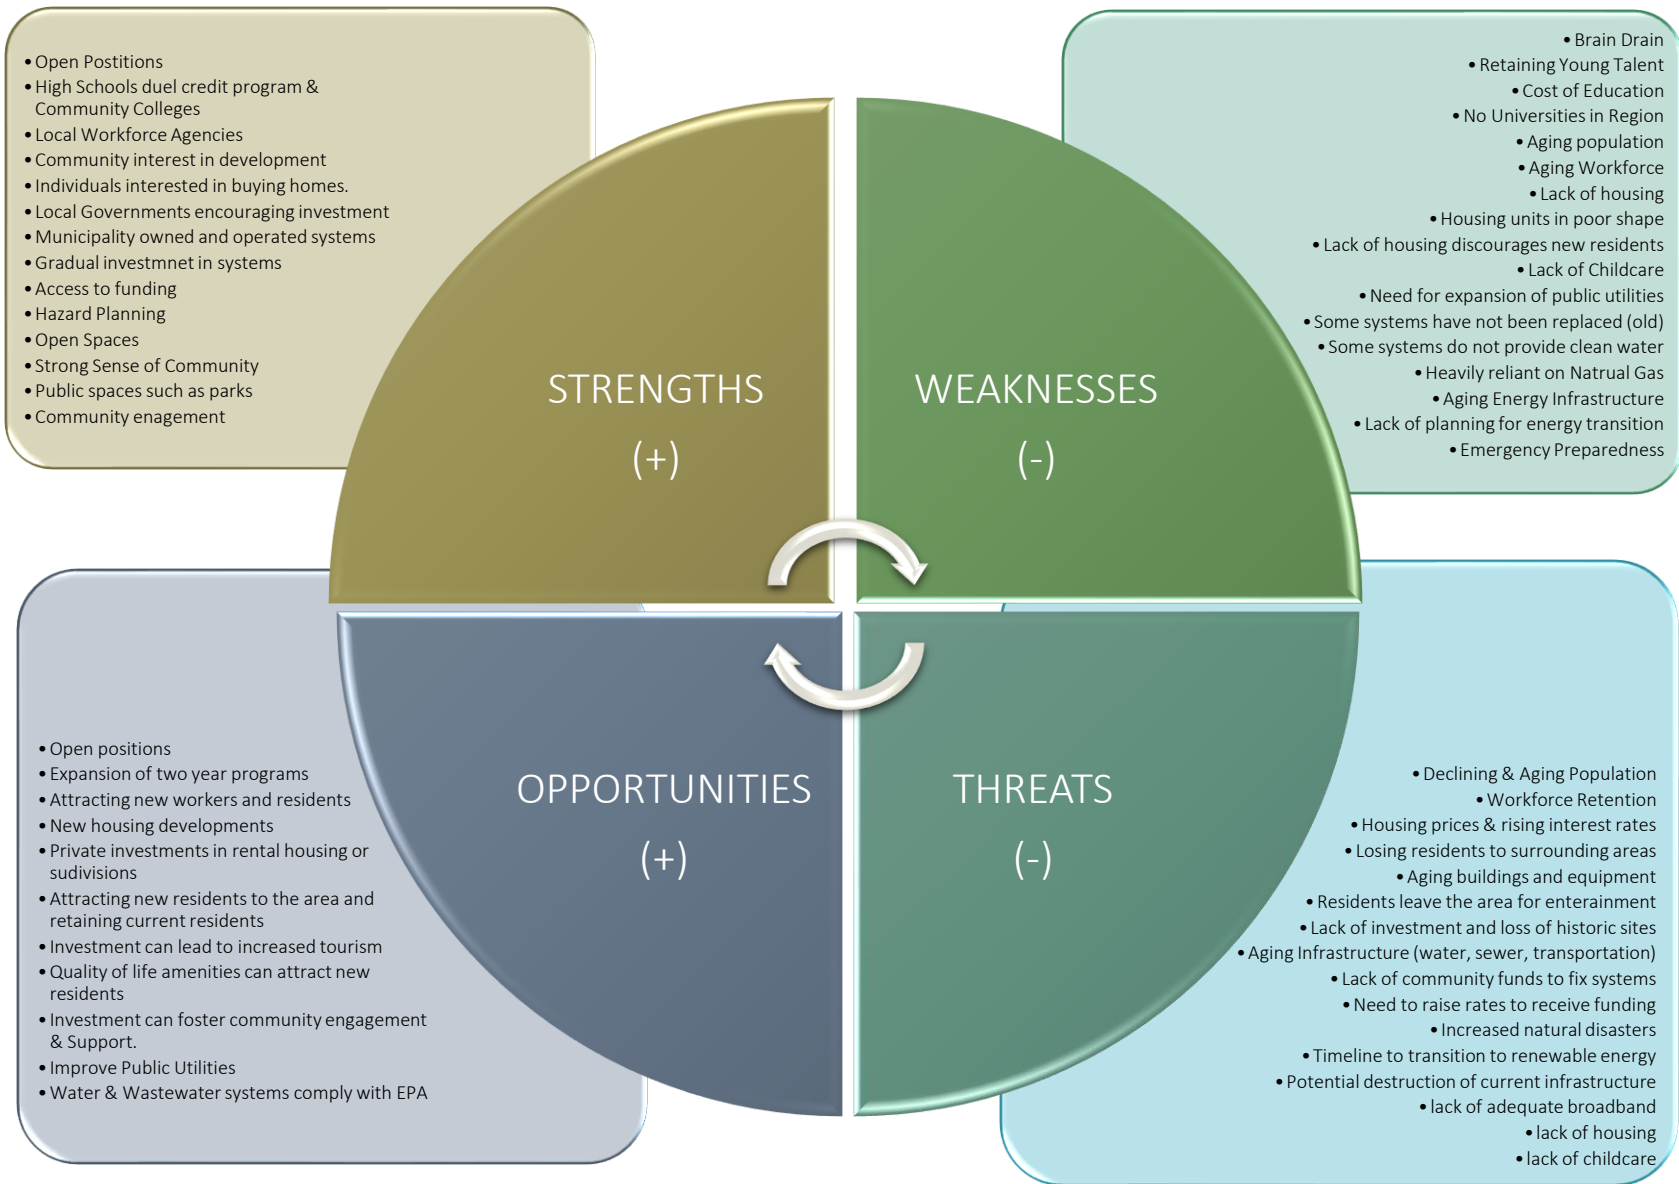 • Open Postitions
• High Schools duel credit program &
Community Colleges
• Local Workforce Agencies
• Community interest in development
• Individuals interested in buying homes.
• Local Governments encouraging investment
• Municipality owned and operated systems
• Gradual investmnet in systems
• Access to funding
• Hazard Planning
• Open Spaces
• Strong Sense of Community
• Public spaces such as parks
• Community enagement
STRENGTHS
(+)
• Brain Drain
• Retaining Young Talent
• Cost of Education
• No Universities in Region
• Aging population
• Aging Workforce
• Lack of housing
• Housing units in poor shape
• Lack of housing discourages new residents
• Lack of Childcare
• Need for expansion of public utilities
• Some systems have not been replaced (old)
• Some systems do not provide clean water
• Heavily reliant on Natrual Gas
• Aging Energy Infrastructure
• Lack of planning for energy transition
• Emergency Preparedness
WEAKNESSES
(-)
• Open positions
• Expansion of two year programs
• Attracting new workers and residents
• New housing developments
• Private investments in rental housing or
sudivisions
• Attracting new residents to the area and
retaining current residents
• Investment can lead to increased tourism
• Quality of life amenities can attract new
residents
• Investment can foster community engagement
& Support.
• Improve Public Utilities
• Water & Wastewater systems comply with EPA
OPPORTUNITIES
(+)
• Declining & Aging Population
• Workforce Retention
• Housing prices & rising interest rates
• Losing residents to surrounding areas
• Aging buildings and equipment
• Residents leave the area for enterainment
• Lack of investment and loss of historic sites
• Aging Infrastructure (water, sewer, transportation)
• Lack of community funds to fix systems
• Need to raise rates to receive funding
• Increased natural disasters
• Timeline to transition to renewable energy
• Potential destruction of current infrastructure
• lack of adequate broadband
• lack of housing
• lack of childcare
THREATS
(-)